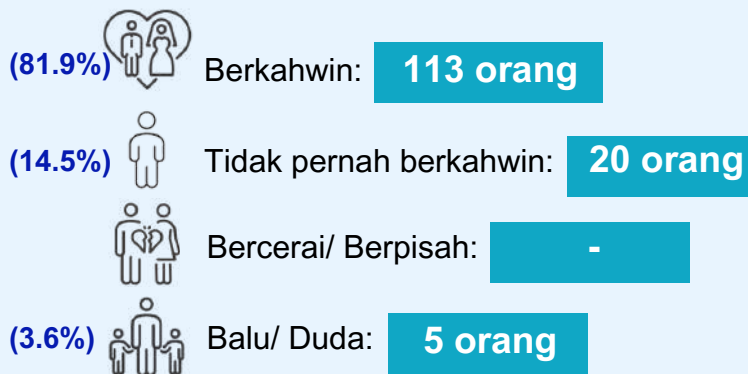 (81.9%) Berkahwin: 113 orang
(14.5%) Tidak pernah berkahwin: 20 orang
Bercerai/ Berpisah: -
(3.6%) Balu/ Duda: 5 orang